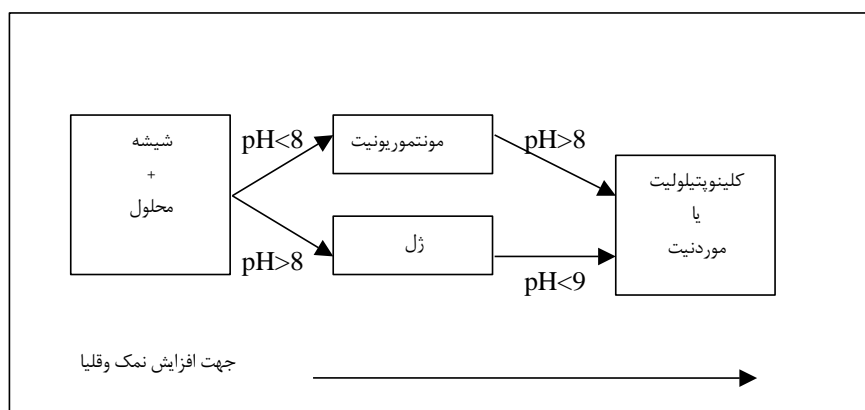 شیشه
+
محلول
pH<8
pH>8
مونتموریونیت
ژل
pH>8
pH<9
کلینوپتیلولیت
یا
موردنیت
جهت افزایش نمک وقلیا